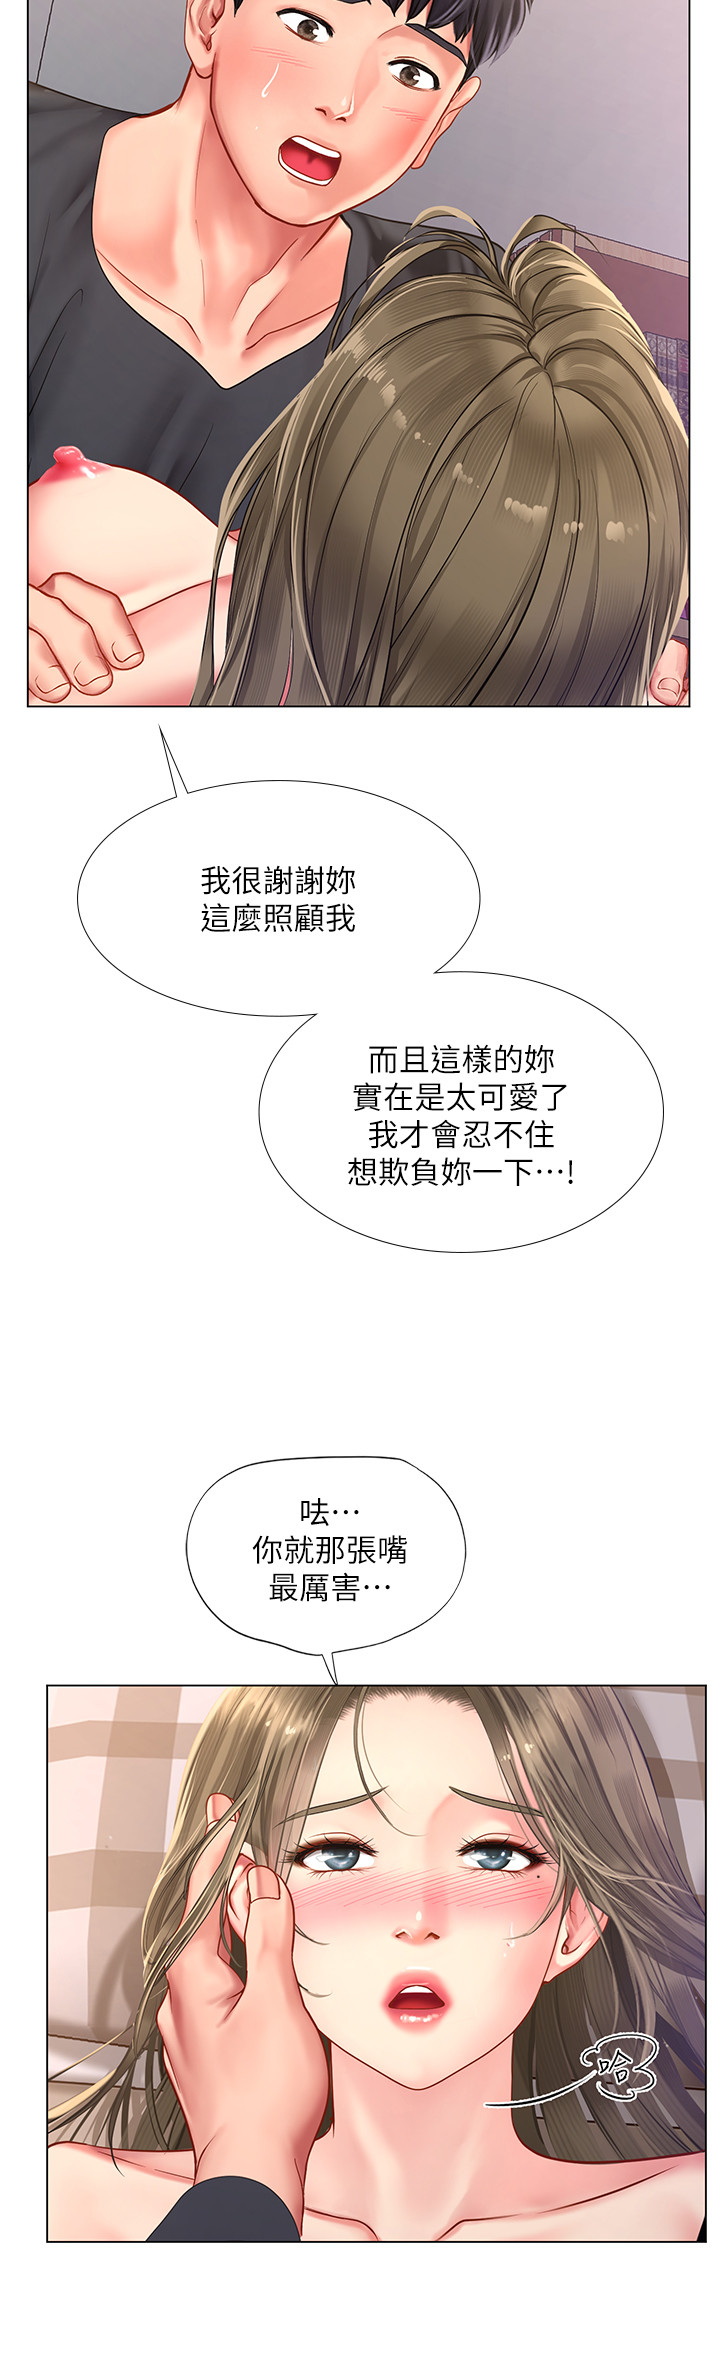 我很謝謝妳
這麼照顧我
而且這樣的妳
實在是太可愛了
我才會忍不住
想欺負妳一下…!
呿…
你就那張嘴
最厲害…
哈